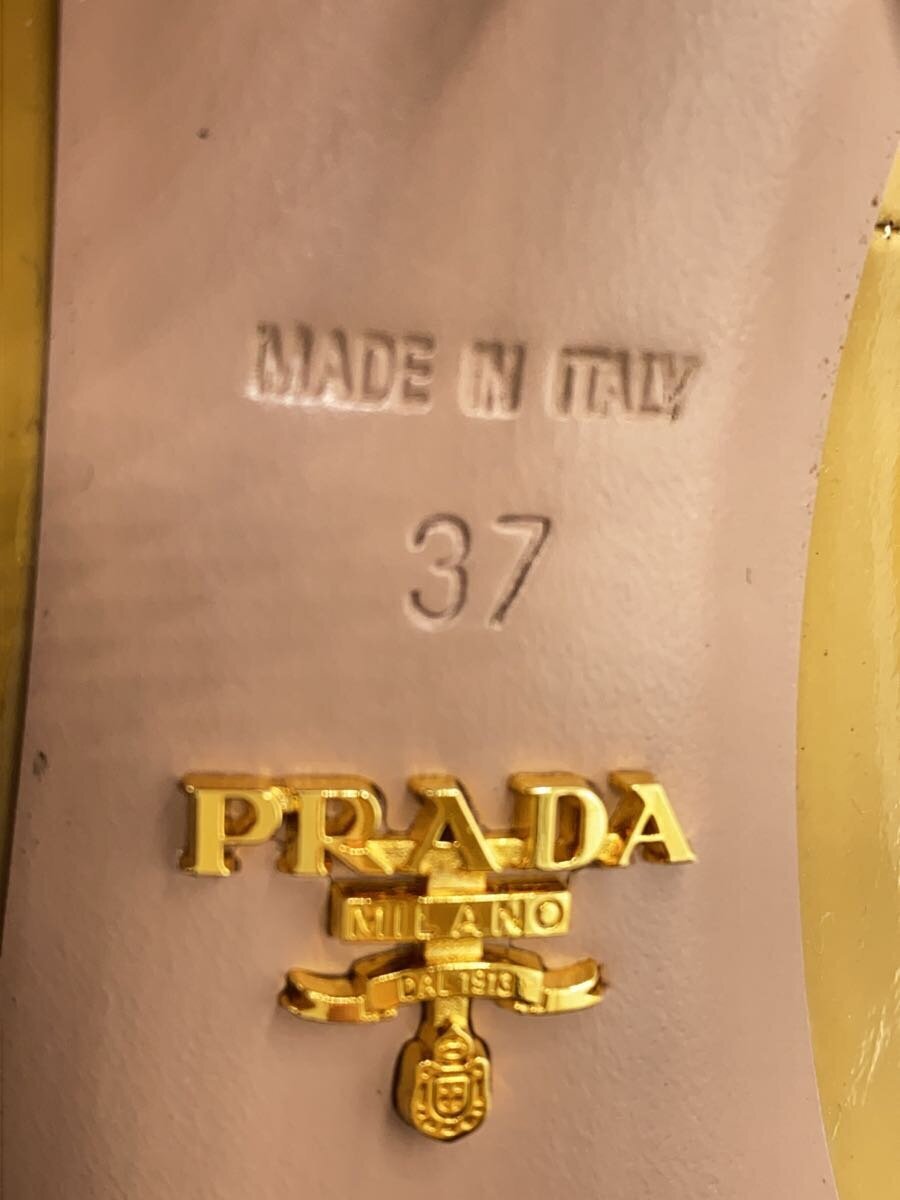 MADE IN ITALY
37
PRADA
MILANO
DAL 1913